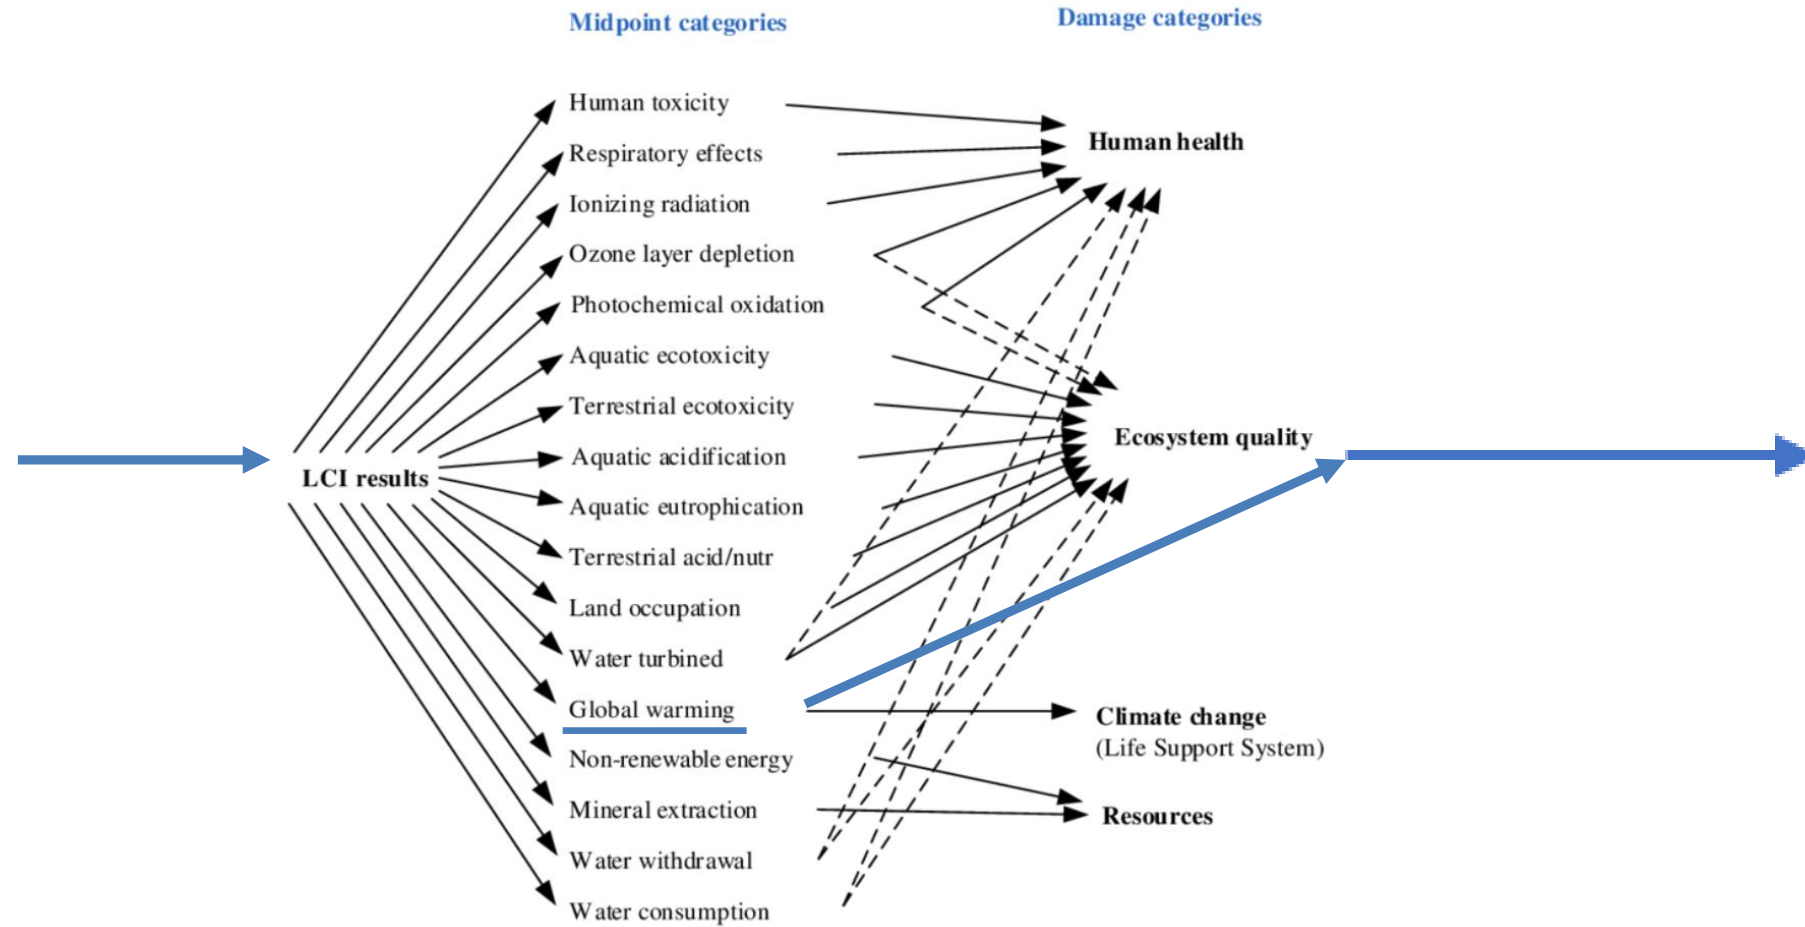 Midpoint categories
Damage categories
Human toxicity
Respiratory effects
Ionizing radiation
Ozone layer depletion
Photochemical oxidation
Aquatic ecotoxicity
Terrestrial ecotoxicity
Aquatic acidification
Aquatic eutrophication
Terrestrial acid/nutr
Land occupation
Water turbined
Global warming
Non-renewable energy
Mineral extraction
Water withdrawal
Water consumption
LCI results
Human health
Ecosystem quality
Climate change
(Life Support System)
Resources